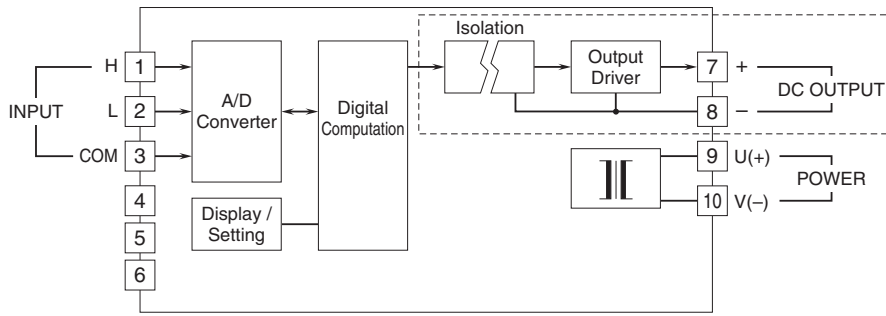 Isolation
H 1
L 2
INPUT
COM 3
4
5
6
A/D
Converter
Digital
Computation
Display /
Setting
Output
Driver
7 +
8 –
DC OUTPUT
9 U(+)
10 V(–)
POWER